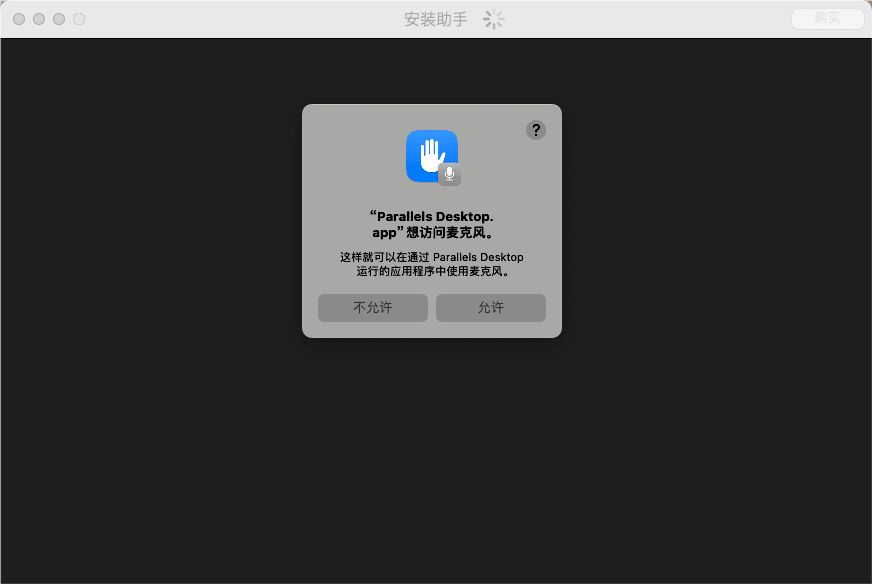 安装助手
购买
?
“Parallels Desktop.
app”想访问麦克风。
这样就可以在通过 Parallels Desktop
运行的应用程序中使用麦克风。
不允许
允许